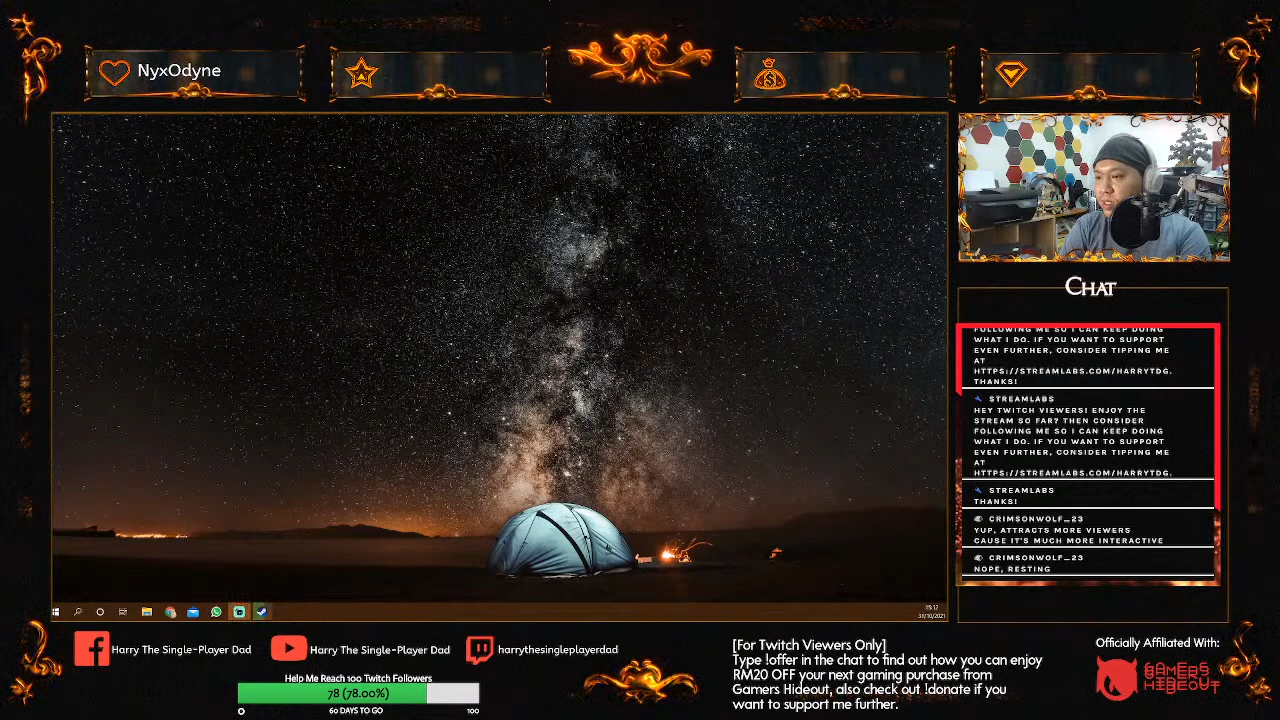 NyxOdyne
Chat
FOLLOWING ME SO I CAN KEEP DOING
WHAT I DO. IF YOU WANT TO SUPPORT
EVEN FURTHER, CONSIDER TIPPING ME
AT
HTTPS://STREAMLABS.COM/HARRYTDG.
THANKS!
STREAMLABS
HEY TWITCH VIEWERS! ENJOY THE
STREAM SO FAR? THEN CONSIDER
FOLLOWING ME SO I CAN KEEP DOING
WHAT I DO. IF YOU WANT TO SUPPORT
EVEN FURTHER, CONSIDER TIPPING ME
AT
HTTPS://STREAMLABS.COM/HARRYTDG.
STREAMLABS
THANKS!
CRIMSONWOLF_23
YUP, ATTRACTS MORE VIEWERS
CAUSE IT'S MUCH MORE INTERACTIVE
CRIMSONWOLF_23
NOPE, RESTING
15:12
31/10/2021
Harry The Single-Player Dad
Harry The Single-Player Dad
harrythesingleplayerdad
Help Me Reach 100 Twitch Followers
78 (78.00%)
0
60 DAYS TO GO
100
[For Twitch Viewers Only]
Type !offer in the chat to find out how you can enjoy
RM20 OFF your next gaming purchase from
Gamers Hideout, also check out !donate if you
want to support me further.
Officially Affiliated With:
GAMERS
HIDEOUT